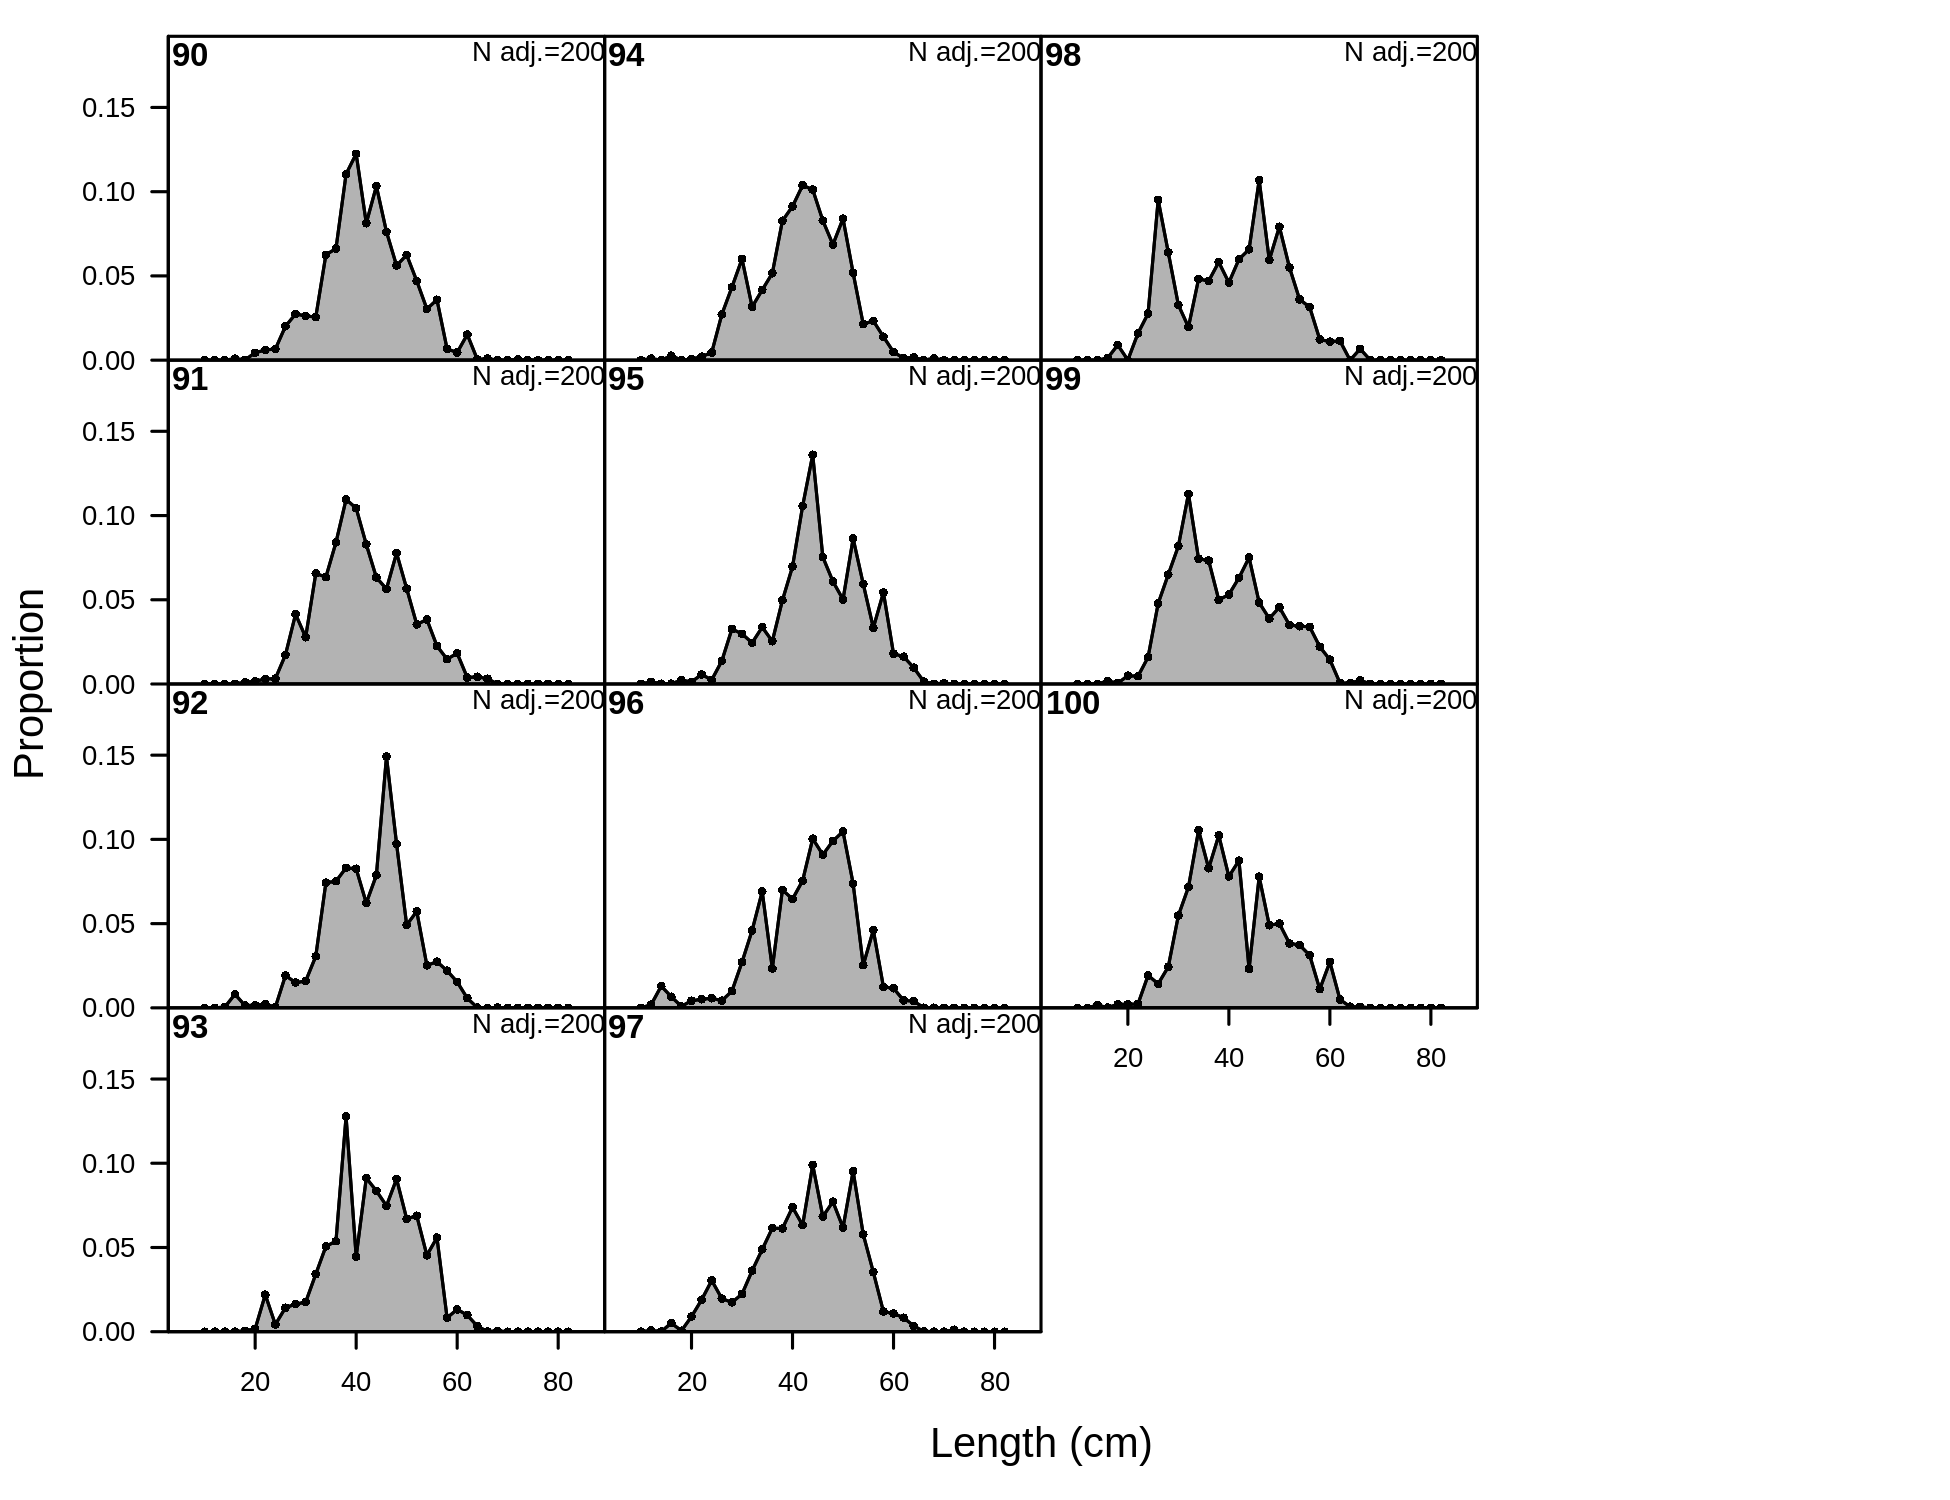 90 N adj.=200 94 N adj.=200 98 N adj.=200
0.15
0.10
0.05
0.00
91 N adj.=200 95 N adj.=200 99 N adj.=200
0.15
0.10
0.05
0.00
92 N adj.=200 96 N adj.=200 100 N adj.=200
0.15
0.10
0.05
0.00
93 N adj.=200 97 N adj.=200
20 40 60 80
0.15
0.10
0.05
0.00
20 40 60 80 20 40 60 80
Proportion
Length (cm)